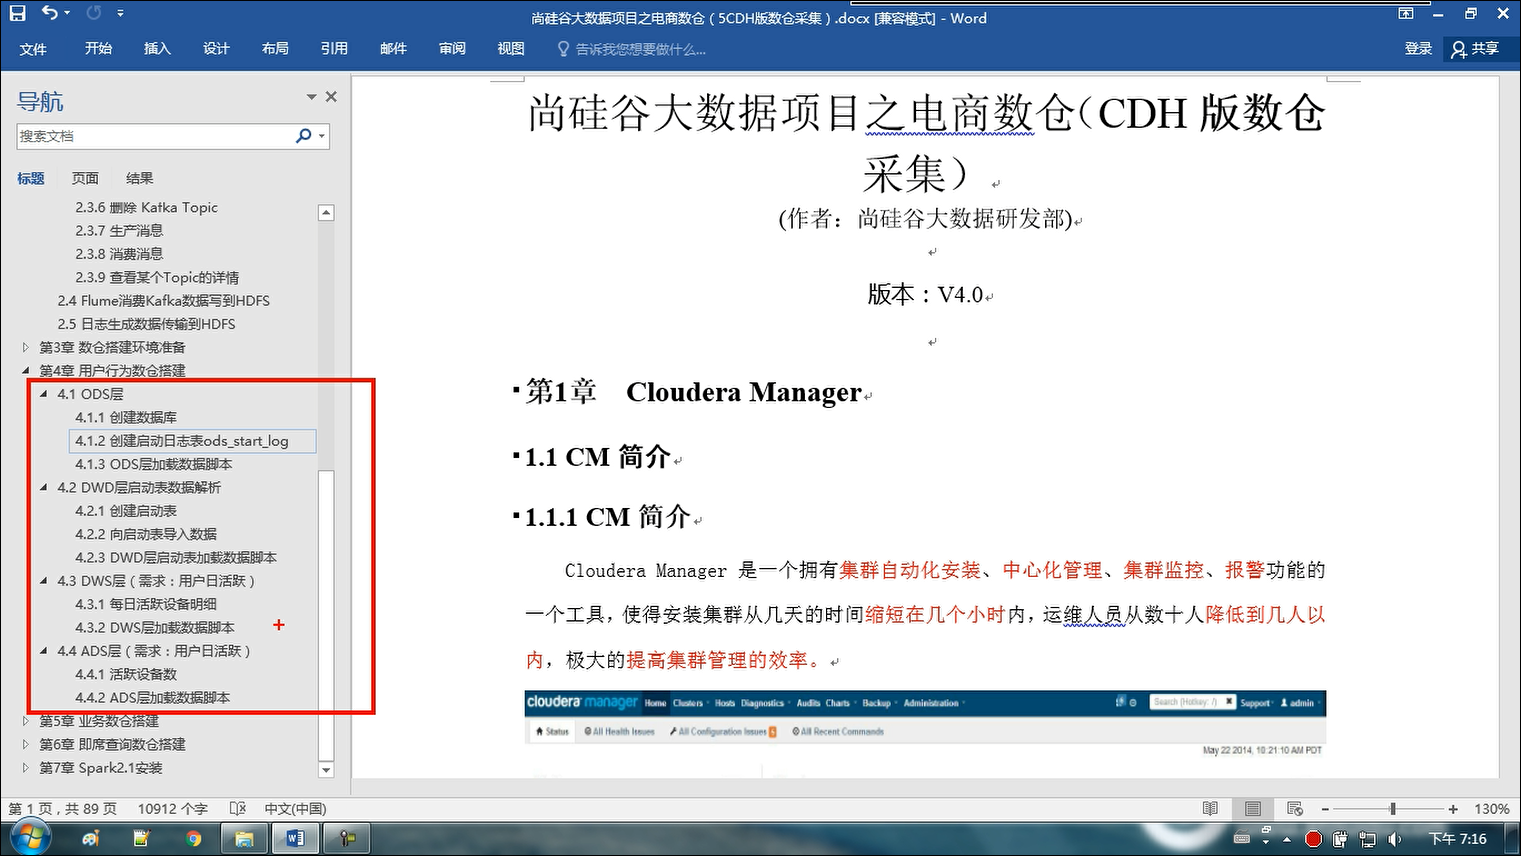 尚硅谷大数据项目之电商数仓（5CDH版数仓采集）.docx [兼容模式] - Word
文件 开始 插入 设计 布局 引用 邮件 审阅 视图 告诉我您想要做什么... 登录 共享
导航
搜索文档
标题 页面 结果
2.3.6 删除 Kafka Topic
2.3.7 生产消息
2.3.8 消费消息
2.3.9 查看某个Topic的详情
2.4 Flume消费Kafka数据写到HDFS
2.5 日志生成数据传输到HDFS
第3章 数仓搭建环境准备
第4章 用户行为数仓搭建
4.1 ODS层
4.1.1 创建数据库
4.1.2 创建启动日志表ods_start_log
4.1.3 ODS层加载数据脚本
4.2 DWD层启动表数据解析
4.2.1 创建启动表
4.2.2 向启动表导入数据
4.2.3 DWD层启动表加载数据脚本
4.3 DWS层（需求：用户日活跃）
4.3.1 每日活跃设备明细
4.3.2 DWS层加载数据脚本
4.4 ADS层（需求：用户日活跃）
4.4.1 活跃设备数
4.4.2 ADS层加载数据脚本
第5章 业务数仓搭建
第6章 即席查询数仓搭建
第7章 Spark2.1安装
尚硅谷大数据项目之电商数仓（CDH 版数仓
采集）
(作者：尚硅谷大数据研发部)
版本：V4.0
第1章 Cloudera Manager
1.1 CM 简介
1.1.1 CM 简介
Cloudera Manager 是一个拥有集群自动化安装、中心化管理、集群监控、报警功能的
一个工具，使得安装集群从几天的时间缩短在几个小时内，运维人员从数十人降低到几人以
内，极大的提高集群管理的效率。
cloudera manager Home Clusters Hosts Diagnostics Audits Charts Backup Administration Search (Hotkey: /) Support admin
Status All Health Issues All Configuration Issues All Recent Commands
May 22 2014, 10:21:10 AM PDT
第 1 页，共 89 页 10912 个字 中文(中国) 130%
下午 7:16